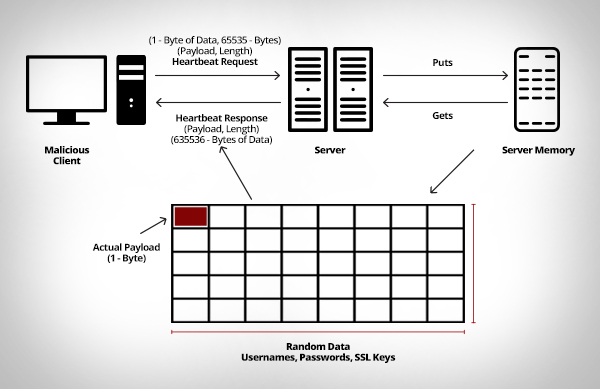 (1 - Byte of Data, 65535 - Bytes)
(Payload, Length)
Heartbeat Request
Puts
Heartbeat Response
(Payload, Length)
(635536 - Bytes of Data)
Gets
Malicious
Client
Server
Server Memory
Actual Payload
(1 - Byte)
Random Data
Usernames, Passwords, SSL Keys